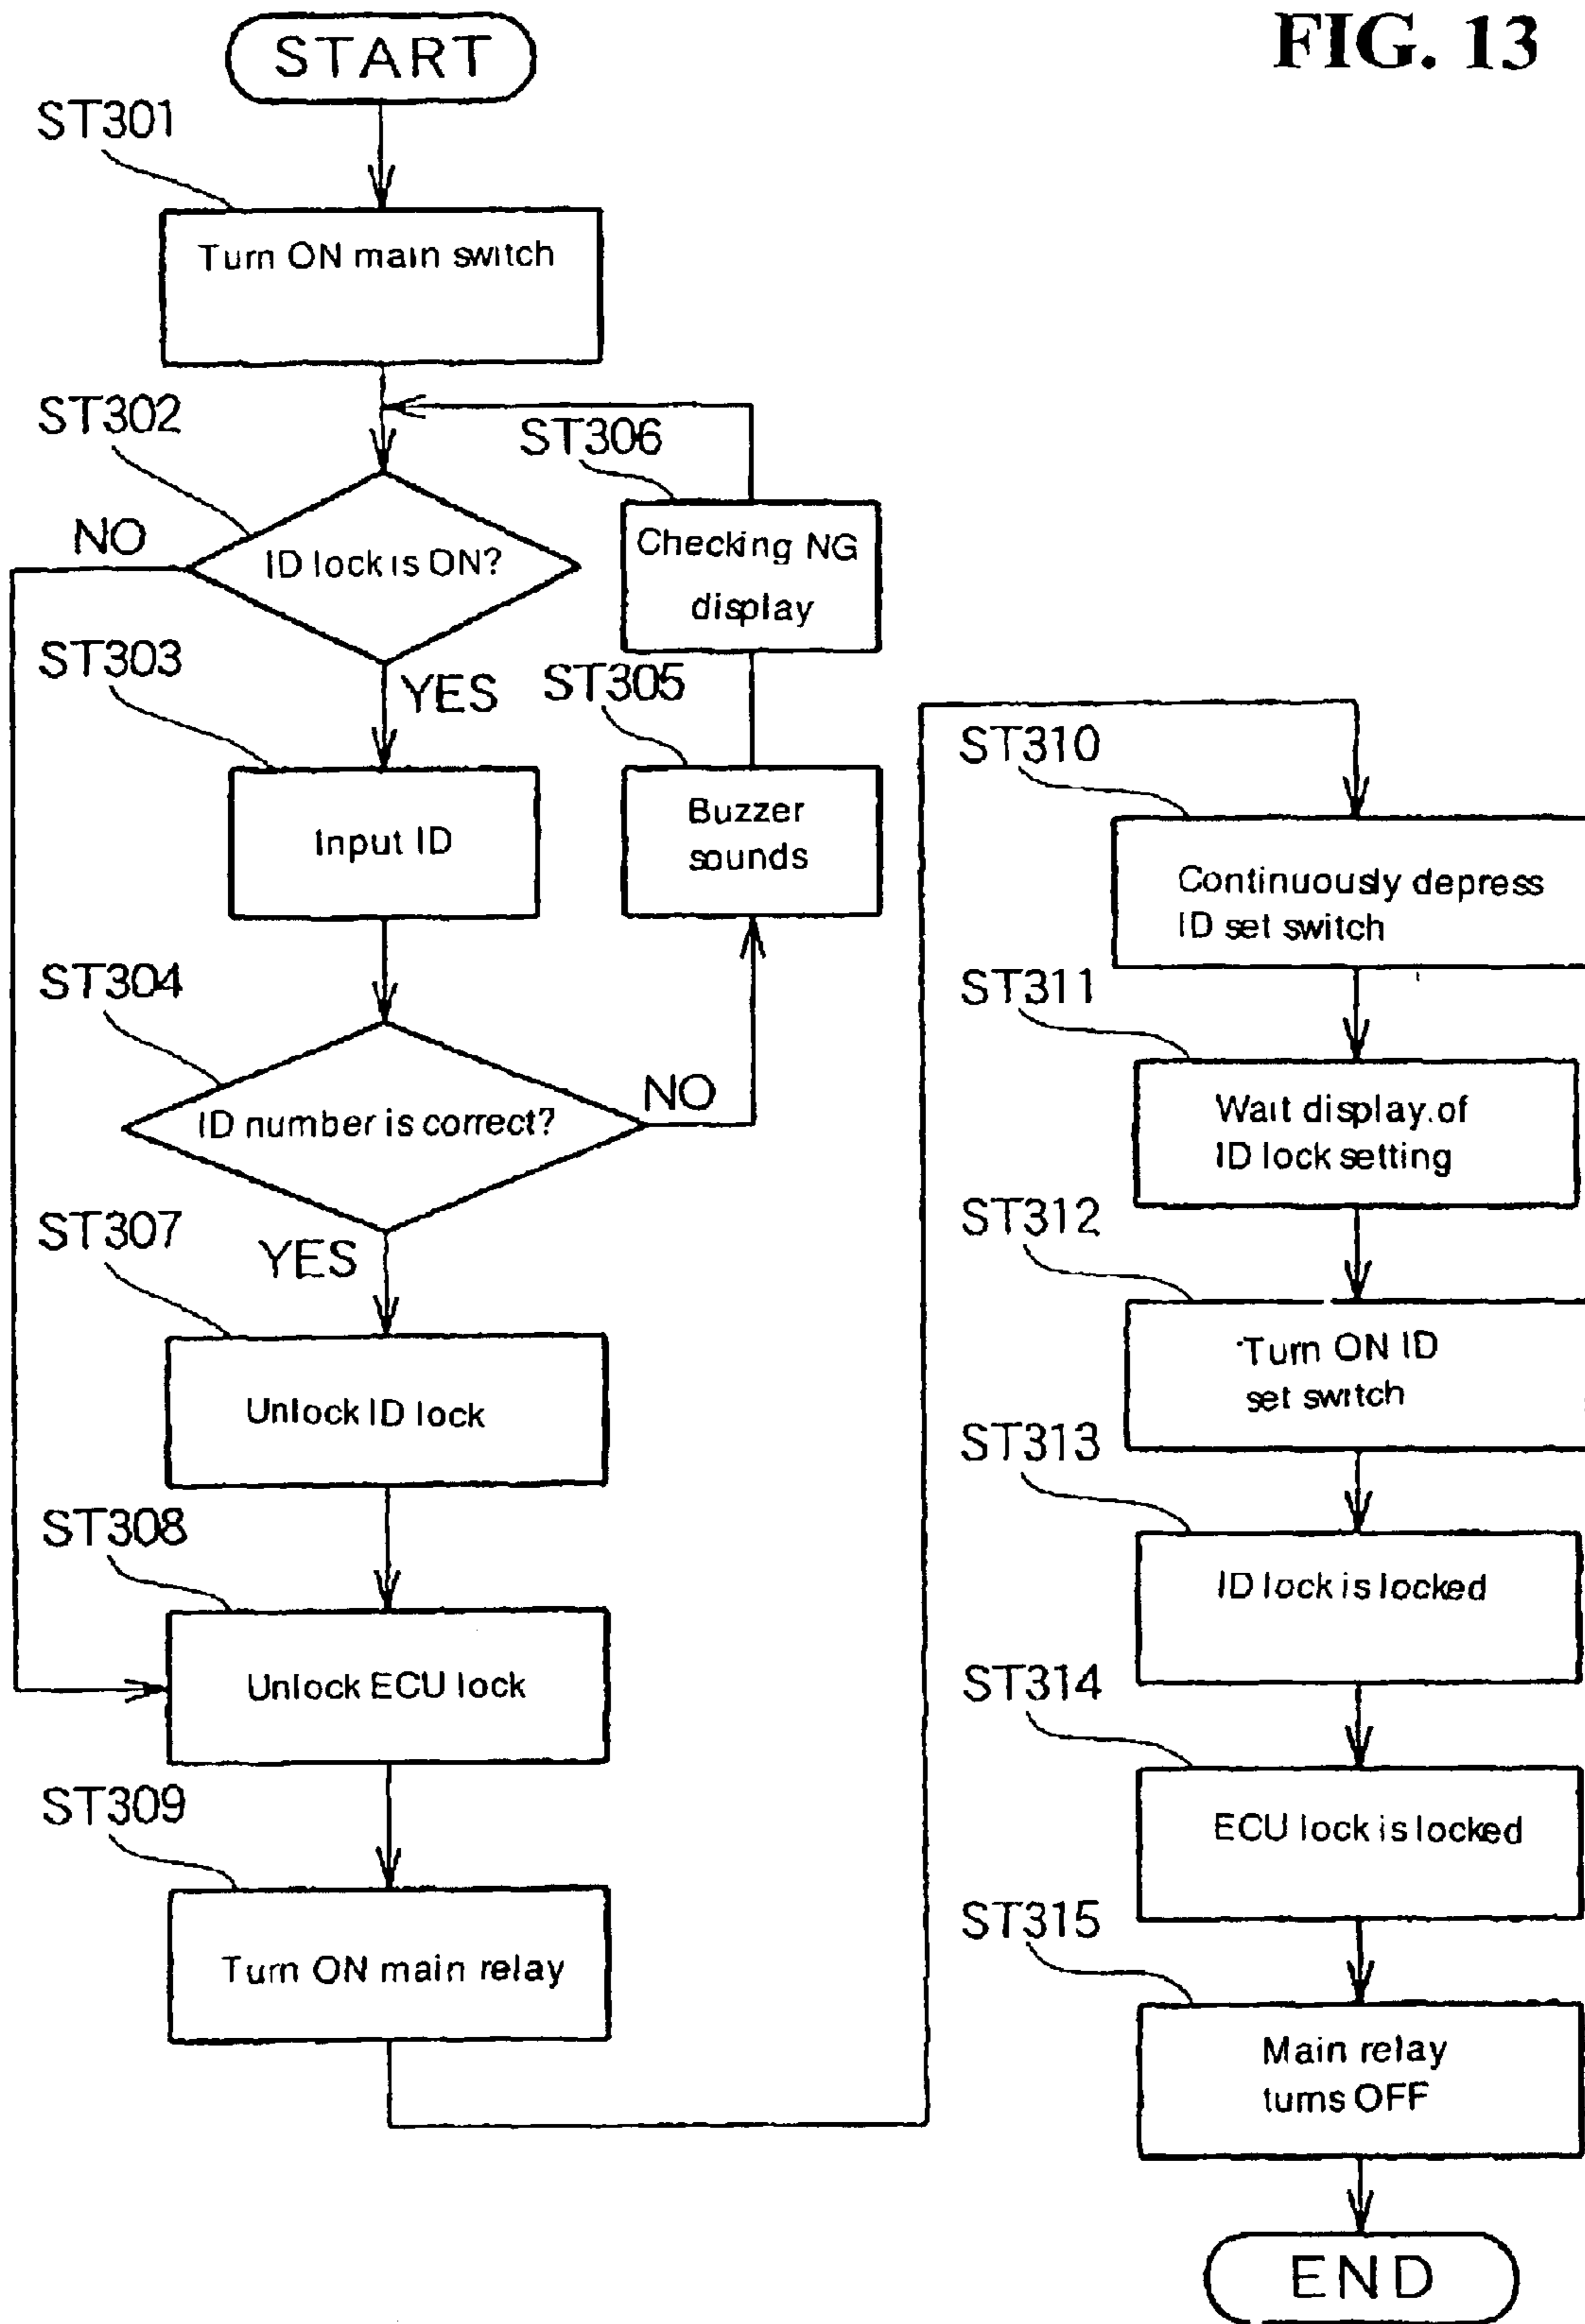 FIG. 13
START
ST301
Turn ON main switch
ST302
ID lock is ON?
NO
YES
ST303
Input ID
ST304
ID number is correct?
NO
YES
ST305
Buzzer
sounds
ST306
Checking NG
display
ST307
Unlock ID lock
ST308
Unlock ECU lock
ST309
Turn ON main relay
ST310
Continuously depress
ID set switch
ST311
Wait display of
ID lock setting
ST312
Turn ON ID
set switch
ST313
ID lock is locked
ST314
ECU lock is locked
ST315
Main relay
turns OFF
END